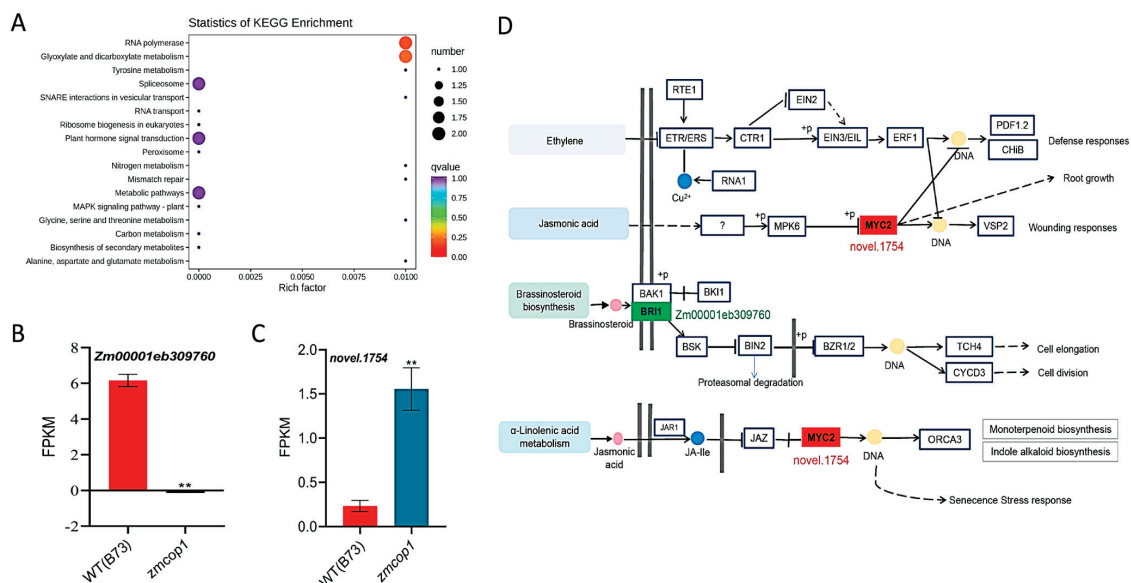 A
Statistics of KEGG Enrichment
RNA polymerase
Glyoxylate and dicarboxylate metabolism
Tyrosine metabolism
Spliceosome
SNARE interactions in vesicular transport
RNA transport
Ribosome biogenesis in eukaryotes
Plant hormone signal transduction
Peroxisome
Nitrogen metabolism
Mismatch repair
Metabolic pathways
MAPK signaling pathway - plant
Glycine, serine and threonine metabolism
Carbon metabolism
Biosynthesis of secondary metabolites
Alanine, aspartate and glutamate metabolism
0.0000 0.0025 0.0050 0.0075 0.0100
Rich factor
number
1.00
1.25
1.50
1.75
2.00
qvalue
1.00
0.75
0.50
0.25
0.00
B
Zm00001eb309760
FPKM
8
6
4
2
0
-2
**
WT(B73)
zmcop1
C
novel.1754
FPKM
2.0
1.5
1.0
0.5
0.0
**
WT(B73)
zmcop1
D
RTE1
EIN2
Ethylene
ETR/ERS
CTR1
+p
EIN3/EIL
ERF1
DNA
PDF1.2
CHiB
Defense responses
Cu2+
RNA1
Root growth
Jasmonic acid
?
+p
MPK6
+p
MYC2
novel.1754
DNA
VSP2
Wounding responses
Brassinosteroid
biosynthesis
Brassinosteroid
+p
BAK1
BKI1
BRI1
Zm00001eb309760
BSK
BIN2
+p
BZR1/2
DNA
TCH4
Cell elongation
CYCD3
Cell division
Proteasomal degradation
α-Linolenic acid
metabolism
Jasmonic
acid
JAR1
JA-Ile
JAZ
MYC2
novel.1754
DNA
ORCA3
Monoterpenoid biosynthesis
Indole alkaloid biosynthesis
Senecence Stress response